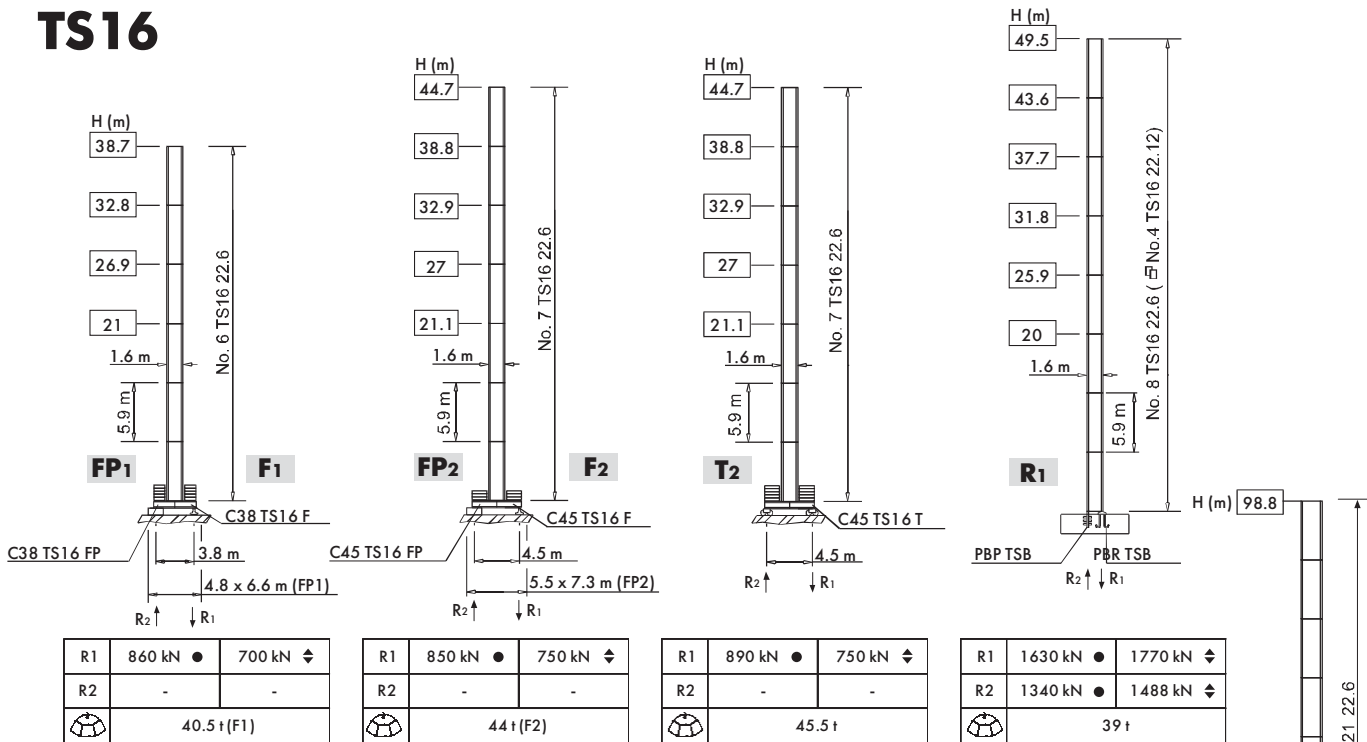 TS16
H (m)
38.7
32.8
26.9
21
1.6 m
5.9 m
No. 6 TS16 22.6
FP1
F1
C38 TS16 F
C38 TS16 FP
3.8 m
4.8 x 6.6 m (FP1)
R2
R1
R1 860 kN 700 kN
R2 - -
40.5 t (F1)
H (m)
44.7
38.8
32.9
27
21.1
1.6 m
5.9 m
No. 7 TS16 22.6
FP2
F2
C45 TS16 F
C45 TS16 FP
4.5 m
5.5 x 7.3 m (FP2)
R2
R1
R1 850 kN 750 kN
R2 - -
44 t (F2)
H (m)
44.7
38.8
32.9
27
21.1
1.6 m
5.9 m
No. 7 TS16 22.6
T2
C45 TS16 T
4.5 m
R2
R1
R1 890 kN 750 kN
R2 - -
45.5 t
H (m)
49.5
43.6
37.7
31.8
25.9
20
1.6 m
5.9 m
No. 8 TS16 22.6 ( No.4 TS16 22.12)
R1
PBP TSB
PBR TSB
R2
R1
R1 1630 kN 1770 kN
R2 1340 kN 1488 kN
39 t
H (m) 98.8
21 22.6